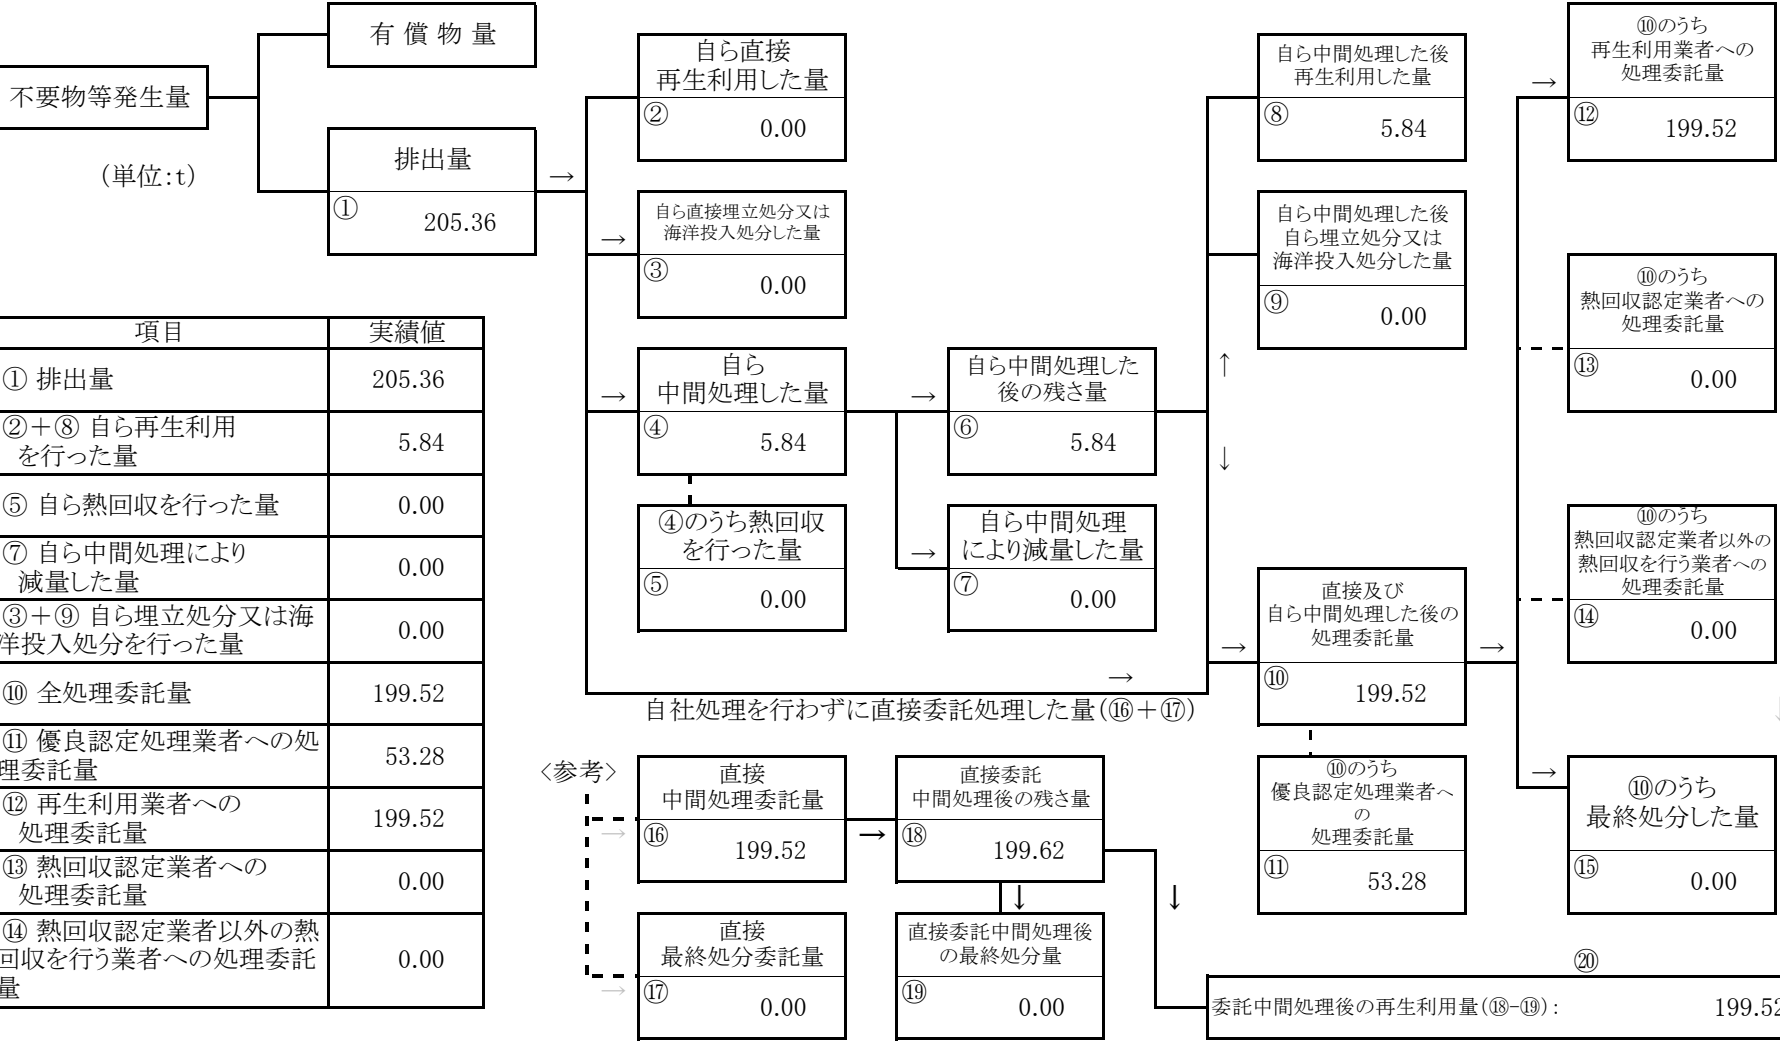 有 償 物 量
不要物等発生量
排出量
①
205.36
(単位:t)
→
自ら直接
再生利用した量
②
0.00
自ら直接埋立処分又は
海洋投入処分した量
→
③
0.00
自ら
中間処理した量
→
④
5.84
④のうち熱回収
を行った量
⑤
0.00
→
自ら中間処理した
後の残さ量
⑥
5.84
→
自ら中間処理
により減量した量
⑦
0.00
自ら中間処理した後
再生利用した量
⑧
5.84
自ら中間処理した後
自ら埋立処分又は
海洋投入処分した量
⑨
0.00
↑
↓
→
直接及び
自ら中間処理した後の
処理委託量
⑩
199.52
→
⑩のうち
優良認定処理業者へ
の
処理委託量
⑪
53.28
→
⑩のうち
再生利用業者への
処理委託量
⑫
199.52
⑩のうち
熱回収認定業者への
処理委託量
⑬
0.00
⑩のうち
熱回収認定業者以外の
熱回収を行う業者への
処理委託量
⑭
0.00
→
⑩のうち
最終処分した量
⑮
0.00
→
自社処理を行わずに直接委託処理した量(⑯+⑰)
項目
実績値
① 排出量
205.36
②+⑧ 自ら再生利用
を行った量
5.84
⑤ 自ら熱回収を行った量
0.00
⑦ 自ら中間処理により
減量した量
0.00
③+⑨ 自ら埋立処分又は海
洋投入処分を行った量
0.00
⑩ 全処理委託量
199.52
⑪ 優良認定処理業者への処
理委託量
53.28
⑫ 再生利用業者への
処理委託量
199.52
⑬ 熱回収認定業者への
処理委託量
0.00
⑭ 熱回収認定業者以外の熱
回収を行う業者への処理委託
量
0.00
〈参考〉
→
直接
中間処理委託量
⑯
199.52
→
直接委託
中間処理後の残さ量
⑱
199.62
→
直接
最終処分委託量
⑰
0.00
↓
直接委託中間処理後
の最終処分量
⑲
0.00
↓
⑳
委託中間処理後の再生利用量(⑱-⑲):
199.52